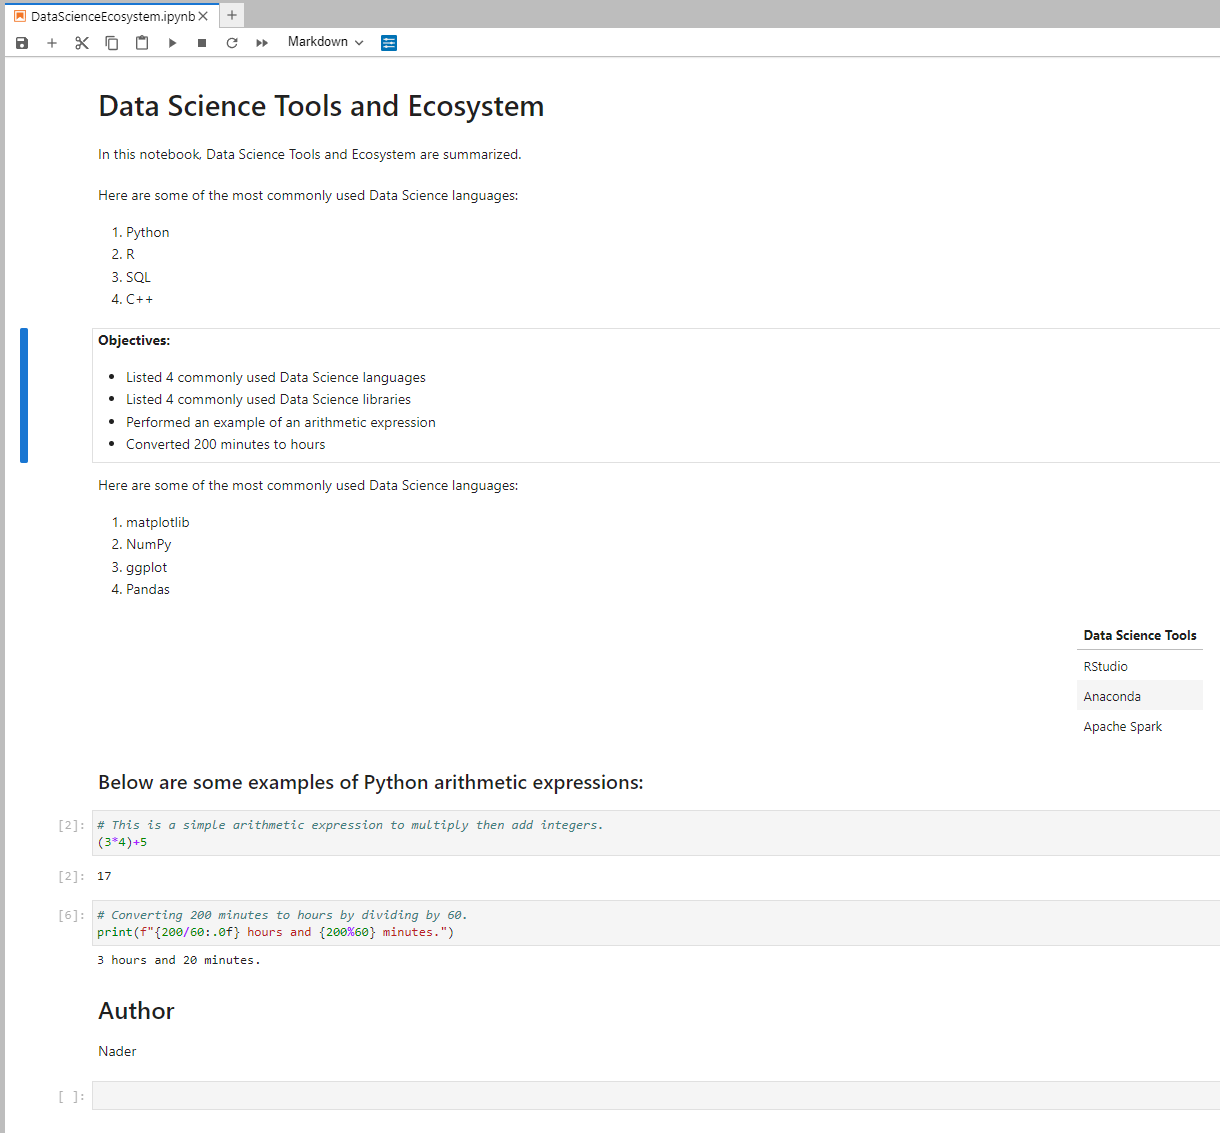 DataScienceEcosystem.ipynb
Markdown
Data Science Tools and Ecosystem
In this notebook, Data Science Tools and Ecosystem are summarized.
Here are some of the most commonly used Data Science languages:
1. Python
2. R
3. SQL
4. C++
Objectives:
• Listed 4 commonly used Data Science languages
• Listed 4 commonly used Data Science libraries
• Performed an example of an arithmetic expression
• Converted 200 minutes to hours
Here are some of the most commonly used Data Science languages:
1. matplotlib
2. NumPy
3. ggplot
4. Pandas
Data Science Tools
RStudio
Anaconda
Apache Spark
Below are some examples of Python arithmetic expressions:
[2]: # This is a simple arithmetic expression to multiply then add integers.
(3*4)+5
[2]: 17
[6]: # Converting 200 minutes to hours by dividing by 60.
print(f"{200/60:.0f} hours and {200%60} minutes.")
3 hours and 20 minutes.
Author
Nader
[ ]: